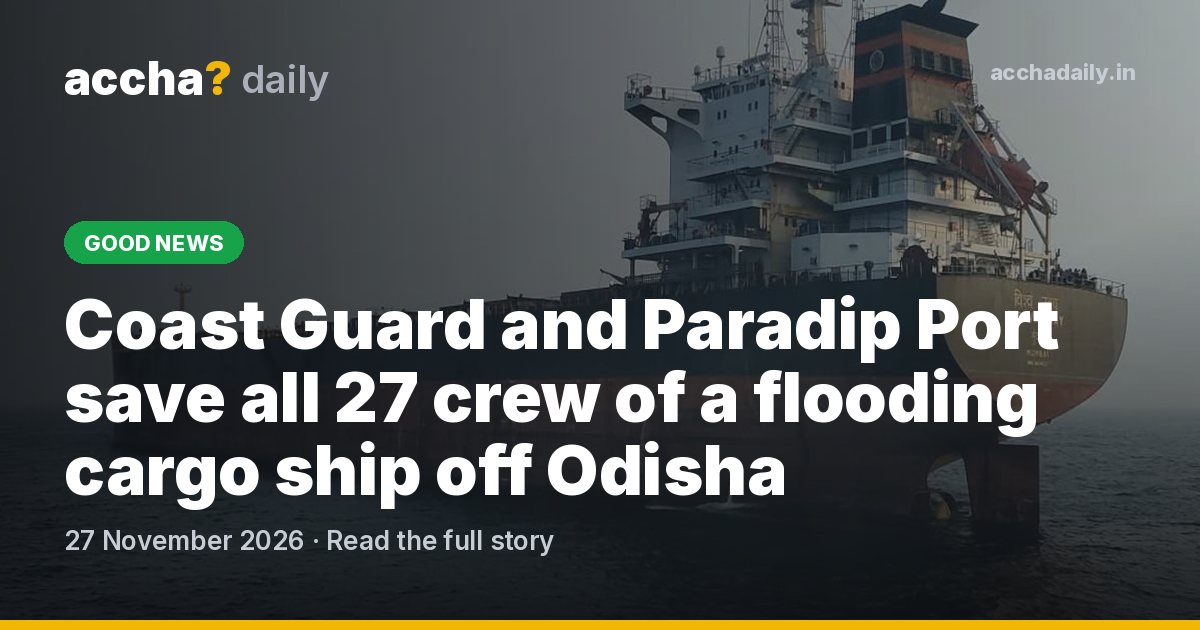 accha? daily
acchadaily.in
GOOD NEWS
Coast Guard and Paradip Port
save all 27 crew of a flooding
cargo ship off Odisha
27 November 2026 · Read the full story